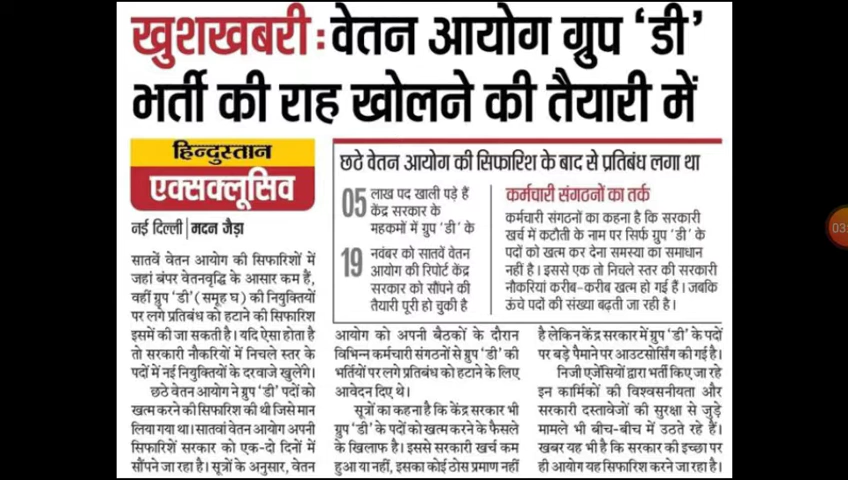 खुशखबरी : वेतन आयोग ग्रुप ‘डी’
भर्ती की राह खोलने की तैयारी में
हिन्दुस्तान
एक्सक्लूसिव
नई दिल्ली | मदन जैड़ा
सातवें वेतन आयोग की सिफारिशों में
जहां बंपर वेतनवृद्धि के आसार कम हैं,
वहीं ग्रुप ‘डी’ (समूह घ) की नियुक्तियों
पर लगे प्रतिबंध को हटाने की सिफारिश
इसमें की जा सकती है। यदि ऐसा होता है
तो सरकारी नौकरियों में निचले स्तर के
पदों में नई नियुक्तियों के दरवाजे खुलेंगे।
छठे वेतन आयोग ने ग्रुप ‘डी’ पदों को
खत्म करने की सिफारिश की थी जिसे मान
लिया गया था। सातवां वेतन आयोग अपनी
सिफारिशें सरकार को एक-दो दिनों में
सौंपने जा रहा है। सूत्रों के अनुसार, वेतन
छठे वेतन आयोग की सिफारिश के बाद से प्रतिबंध लगा था
05 लाख पद खाली पड़े हैं
केंद्र सरकार के
महकमों में ग्रुप ‘डी’ के
19 नवंबर को सातवें वेतन
आयोग की रिपोर्ट केंद्र
सरकार को सौंपने की
तैयारी पूरी हो चुकी है
कर्मचारी संगठनों का तर्क
कर्मचारी संगठनों का कहना है कि सरकारी
खर्च में कटौती के नाम पर सिर्फ ग्रुप ‘डी’ के
पदों को खत्म कर देना समस्या का समाधान
नहीं है। इससे एक तो निचले स्तर की सरकारी
नौकरियां करीब-करीब खत्म हो गई हैं। जबकि
ऊंचे पदों की संख्या बढ़ती जा रही है।
आयोग को अपनी बैठकों के दौरान
विभिन्न कर्मचारी संगठनों से ग्रुप ‘डी’ की
भर्तियों पर लगे प्रतिबंध को हटाने के लिए
आवेदन दिए थे।
सूत्रों का कहना है कि केंद्र सरकार भी
ग्रुप ‘डी’ के पदों को खत्म करने के फैसले
के खिलाफ है। इससे सरकारी खर्च कम
हुआ या नहीं, इसका कोई ठोस प्रमाण नहीं
है लेकिन केंद्र सरकार में ग्रुप ‘डी’ के पदों
पर बड़े पैमाने पर आउटसोर्सिंग की गई है।
निजी एजेंसियों द्वारा भर्ती किए जा रहे
इन कार्मिकों की विश्वसनीयता और
सरकारी दस्तावेजों की सुरक्षा से जुड़े
मामले भी बीच-बीच में उठते रहे हैं।
खबर यह भी है कि सरकार की इच्छा पर
ही आयोग यह सिफारिश करने जा रहा है।
03: